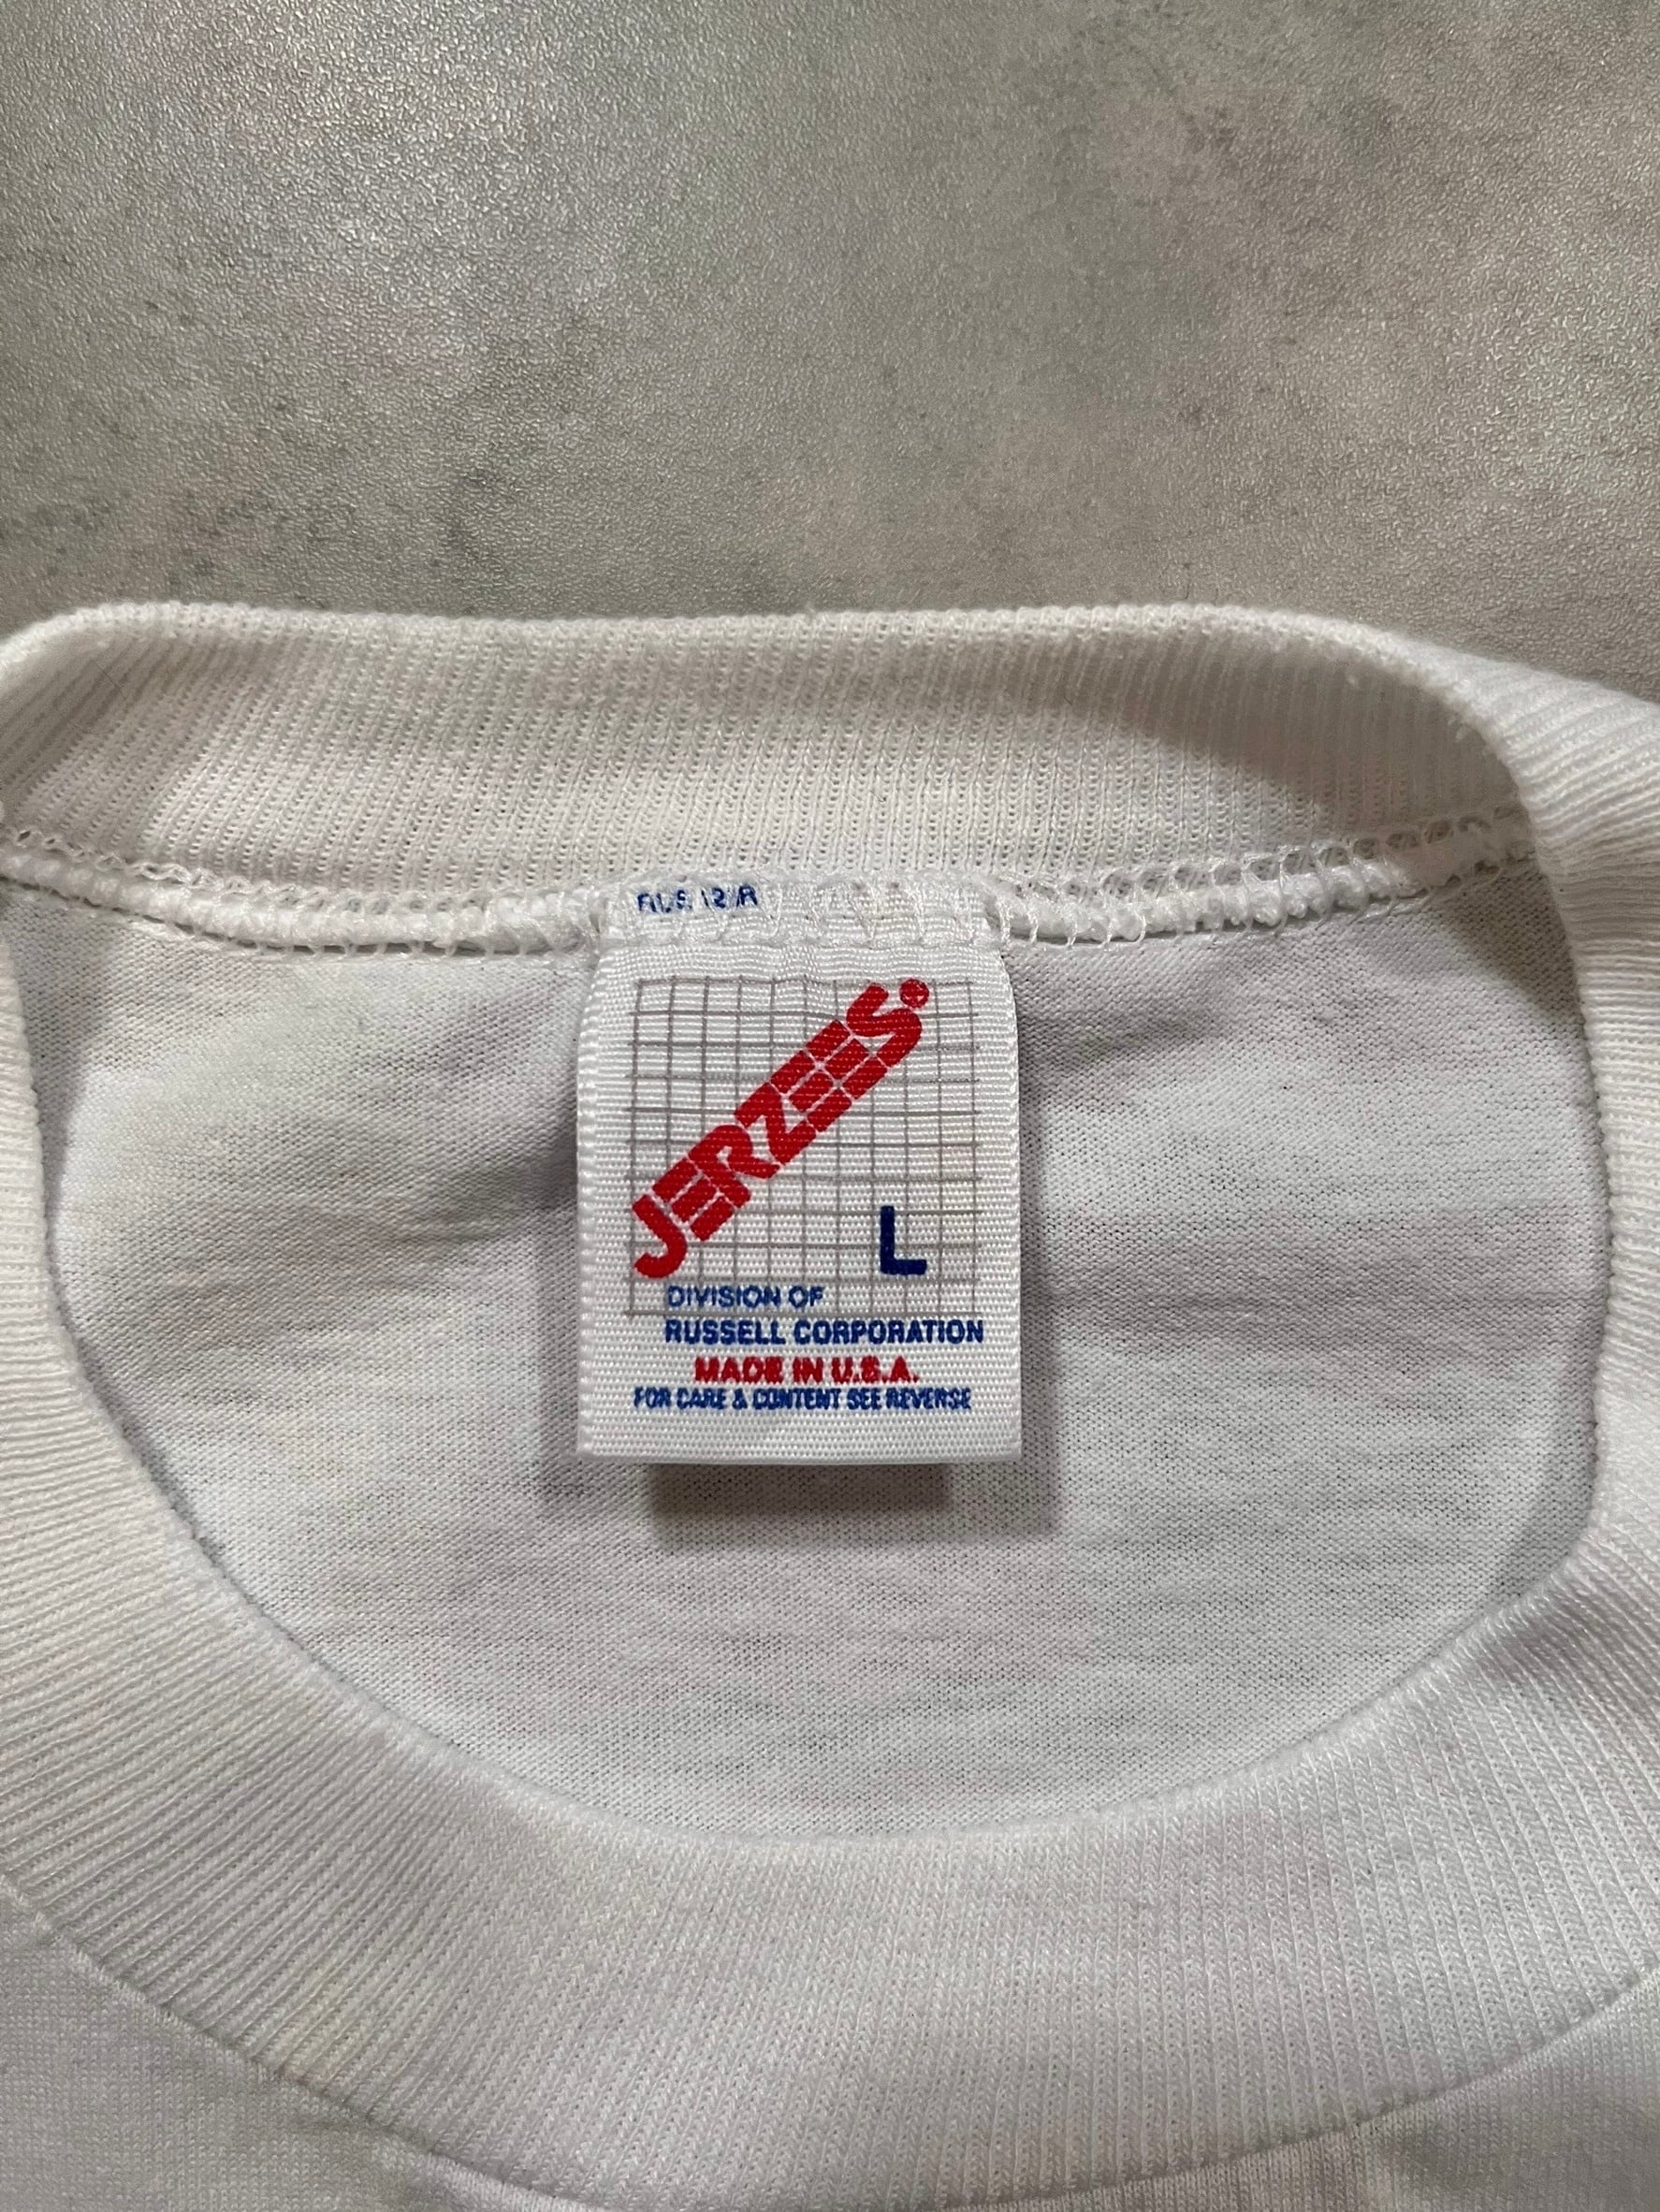 JERZEES®
L
DIVISION OF
RUSSELL CORPORATION
MADE IN U.S.A.
FOR CARE & CONTENT SEE REVERSE